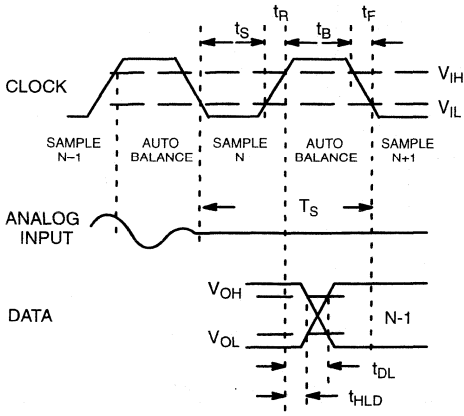 tS tR tB tF
CLOCK
VIH
VIL
SAMPLE N–1
AUTO BALANCE
SAMPLE N
AUTO BALANCE
SAMPLE N+1
TS
ANALOG INPUT
VOH
DATA
N-1
VOL
tDL
tHLD